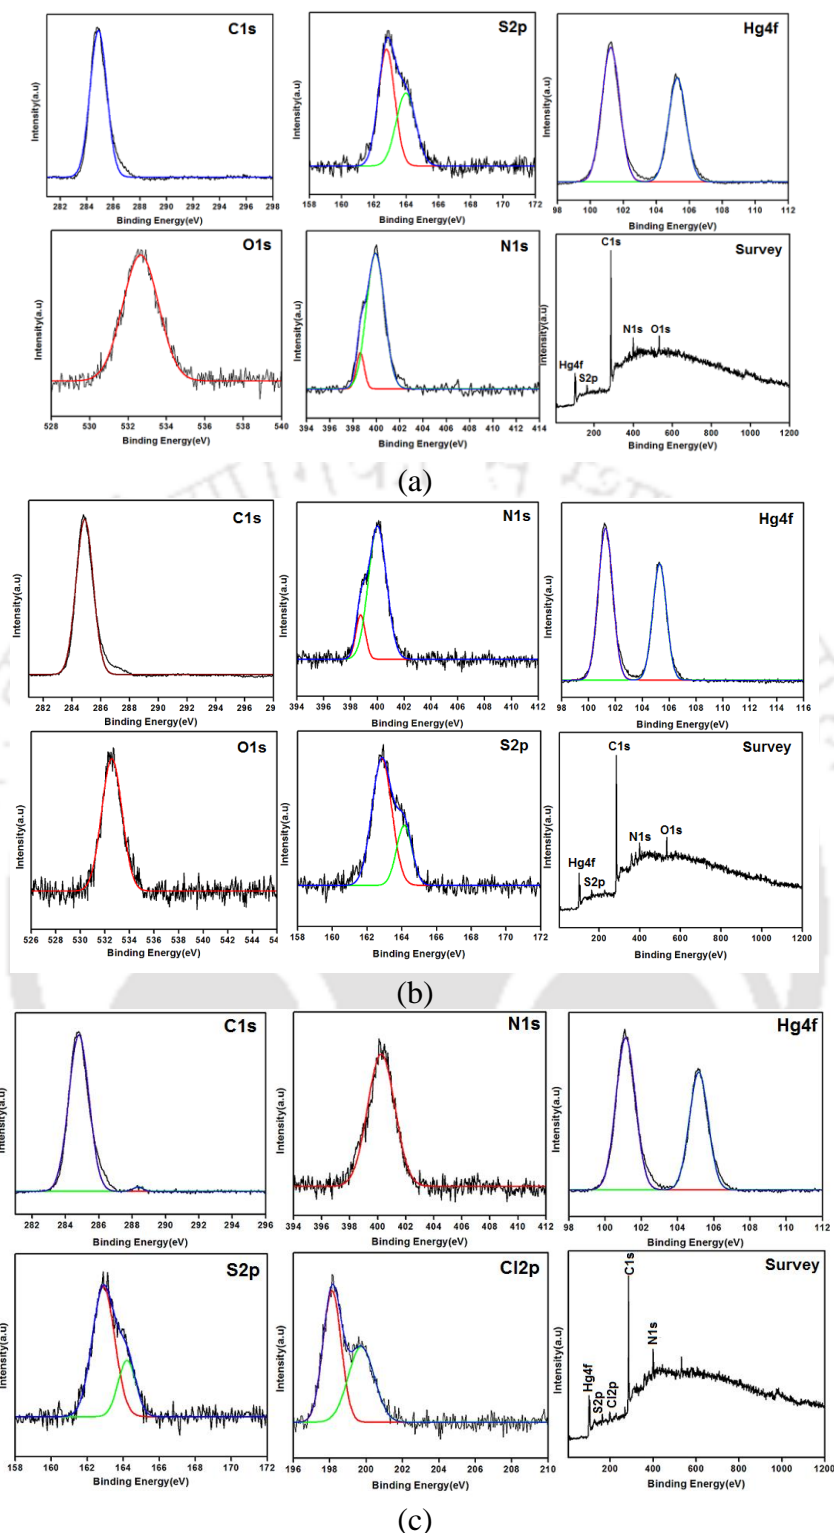 C1s
Intensity(a.u)
282 284 286 288 290 292 294 296 298
Binding Energy(eV)
S2p
Intensity(a.u)
158 160 162 164 166 168 170 172
Binding Energy(eV)
Hg4f
Intensity(a.u)
98 100 102 104 106 108 110 112
Binding Energy(eV)
O1s
Intensity(a.u)
528 530 532 534 536 538 540
Binding Energy(eV)
N1s
Intensity(a.u)
394 396 398 400 402 404 406 408 410 412 414
Binding Energy(eV)
Survey
C1s
N1s O1s
Hg4f
S2p
Intensity(a.u)
200 400 600 800 1000 1200
Binding Energy(eV)
(a)
C1s
Intensity(a.u)
282 284 286 288 290 292 294 296 29
Binding Energy(eV)
N1s
Intensity(a.u)
394 396 398 400 402 404 406 408 410 412
Binding Energy(eV)
Hg4f
Intensity(a.u)
98 100 102 104 106 108 110 112 114 116
Binding Energy(eV)
O1s
Intensity(a.u)
526 528 530 532 534 536 538 540 542 544 54
Binding Energy(eV)
S2p
Intensity(a.u)
158 160 162 164 166 168 170 172
Binding Energy(eV)
Survey
C1s
N1s O1s
Hg4f
S2p
Intensity(a.u)
200 400 600 800 1000 1200
Binding Energy(eV)
(b)
C1s
Intensity(a.u)
282 284 286 288 290 292 294 296
Binding Energy(eV)
N1s
Intensity(a.u)
394 396 398 400 402 404 406 408 410 412
Binding Energy(eV)
Hg4f
Intensity(a.u)
98 100 102 104 106 108 110 112
Binding Energy(eV)
S2p
Intensity(a.u)
158 160 162 164 166 168 170 172
Binding Energy(eV)
Cl2p
Intensity(a.u)
196 198 200 202 204 206 208 210
Binding Energy(eV)
Survey
C1s
N1s
Hg4f
S2p
Cl2p
Intensity(a.u)
200 400 600 800 1000 1200
Binding Energy(eV)
(c)